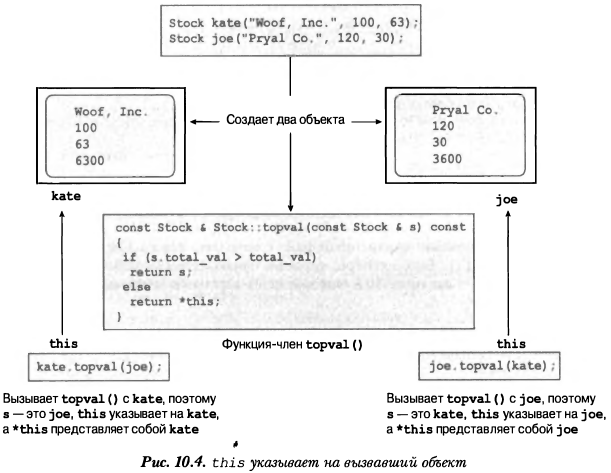 Stock kate("Woof, Inc.", 100, 63);
Stock joe("Pryal Co.", 120, 30);
Woof, Inc.
100
63
6300
kate
Создает два объекта
Pryal Co.
120
30
3600
joe
const Stock & Stock::topval(const Stock & s) const
{
if (s.total_val > total_val)
return s;
else
return *this;
}
Функция-член topval()
this
kate.topval(joe);
Вызывает topval() с kate, поэтому
s — это joe, this указывает на kate,
а *this представляет собой kate
this
joe.topval(kate);
Вызывает topval() с joe, поэтому
s — это kate, this указывает на joe,
а *this представляет собой joe
Рис. 10.4. this указывает на вызвавший объект